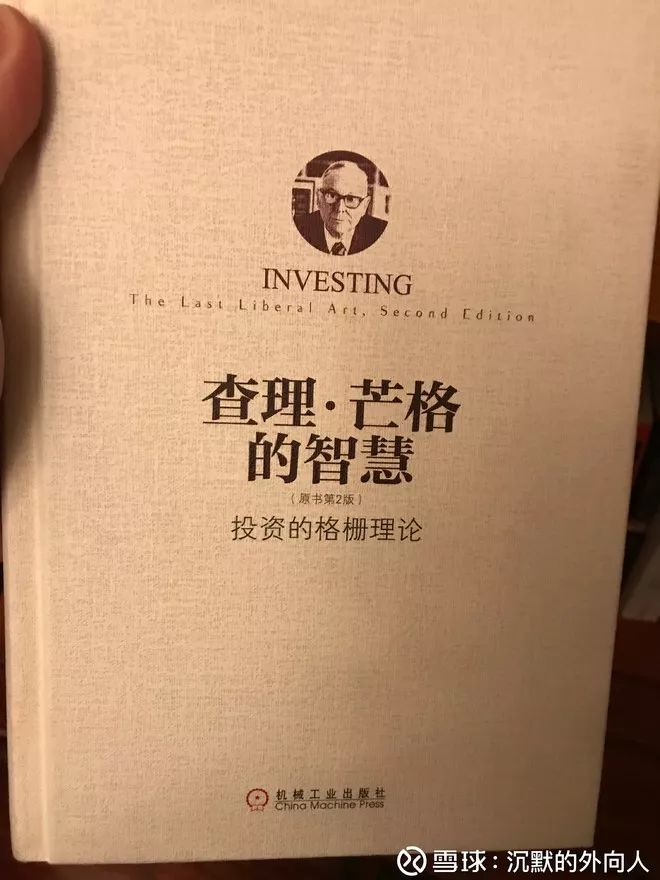 INVESTING
The Last Liberal Art, Second Edition
查理·芒格
的智慧
（原书第2版）
投资的格栅理论
机械工业出版社
China Machine Press
雪球：沉默的外向人